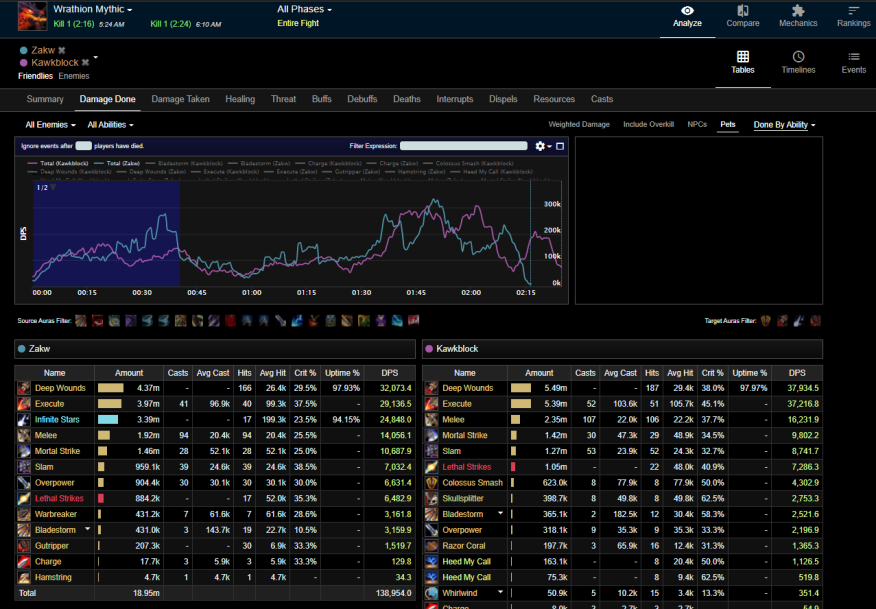 Wrathion Mythic
Kill 1 (2:16) 5:24 AM Kill 1 (2:24) 6:10 AM
All Phases
Entire Fight
Analyze Compare Mechanics Rankings
Zakw
Kawkblock
Friendlies Enemies
Tables Timelines Events
Summary Damage Done Damage Taken Healing Threat Buffs Debuffs Deaths Interrupts Dispels Resources Casts
All Enemies All Abilities Weighted Damage Include Overkill NPCs Pets Done By Ability
Ignore events after players have died. Filter Expression:
Total (Kawkblock) Total (Zakw) Bladestorm (Kawkblock) Bladestorm (Zakw) Charge (Kawkblock) Charge (Zakw) Colossus Smash (Kawkblock)
Deep Wounds (Kawkblock) Deep Wounds (Zakw) Execute (Kawkblock) Execute (Zakw) Gutripper (Zakw) Hamstring (Zakw) Heed My Call (Kawkblock)
1/2
DPS
300k
200k
100k
0k
00:00 00:15 00:30 00:45 01:00 01:15 01:30 01:45 02:00 02:15
Source Auras Filter: Target Auras Filter:
Zakw
Name Amount Casts Avg Cast Hits Avg Hit Crit % Uptime % DPS
Deep Wounds 4.37m - - 166 26.4k 29.5% 97.93% 32,073.4
Execute 3.97m 41 96.9k 40 99.3k 37.5% - 29,136.5
Infinite Stars 3.39m - - 17 199.3k 23.5% 94.15% 24,848.0
Melee 1.92m 94 20.4k 94 20.4k 25.5% - 14,056.1
Mortal Strike 1.46m 28 52.1k 28 52.1k 25.0% - 10,687.9
Slam 959.1k 39 24.6k 39 24.6k 38.5% - 7,032.4
Overpower 904.4k 30 30.1k 30 30.1k 30.0% - 6,631.4
Lethal Strikes 884.2k - - 17 52.0k 35.3% - 6,482.9
Warbreaker 431.2k 7 61.6k 7 61.6k 28.6% - 3,161.8
Bladestorm 431.0k 3 143.7k 19 22.7k 10.5% - 3,159.9
Gutripper 207.3k - - 30 6.9k 33.3% - 1,519.7
Charge 17.7k 3 5.9k 3 5.9k 33.3% - 129.8
Hamstring 4.7k 1 4.7k 1 4.7k - - 34.3
Total 18.95m 138,954.0
Kawkblock
Name Amount Casts Avg Cast Hits Avg Hit Crit % Uptime % DPS
Deep Wounds 5.49m - - 187 29.4k 38.0% 97.97% 37,934.5
Execute 5.39m 52 103.6k 51 105.7k 45.1% - 37,216.8
Melee 2.35m 107 22.0k 106 22.2k 37.7% - 16,231.9
Mortal Strike 1.42m 30 47.3k 29 48.9k 34.5% - 9,802.2
Slam 1.27m 53 23.9k 52 24.3k 32.7% - 8,741.7
Lethal Strikes 1.05m - - 22 48.0k 40.9% - 7,286.3
Colossus Smash 623.0k 8 77.9k 8 77.9k 50.0% - 4,302.9
Skullsplitter 398.7k 8 49.8k 8 49.8k 62.5% - 2,753.3
Bladestorm 365.1k 2 182.5k 12 30.4k 58.3% - 2,521.6
Overpower 318.1k 9 35.3k 9 35.3k 33.3% - 2,196.9
Razor Coral 197.7k 3 65.9k 16 12.4k 31.3% - 1,365.3
Heed My Call 163.1k - - 8 20.4k 50.0% - 1,126.5
Heed My Call 75.3k - - 8 9.4k 62.5% - 519.8
Whirlwind 50.9k 5 10.2k 15 3.4k 13.3% - 351.4